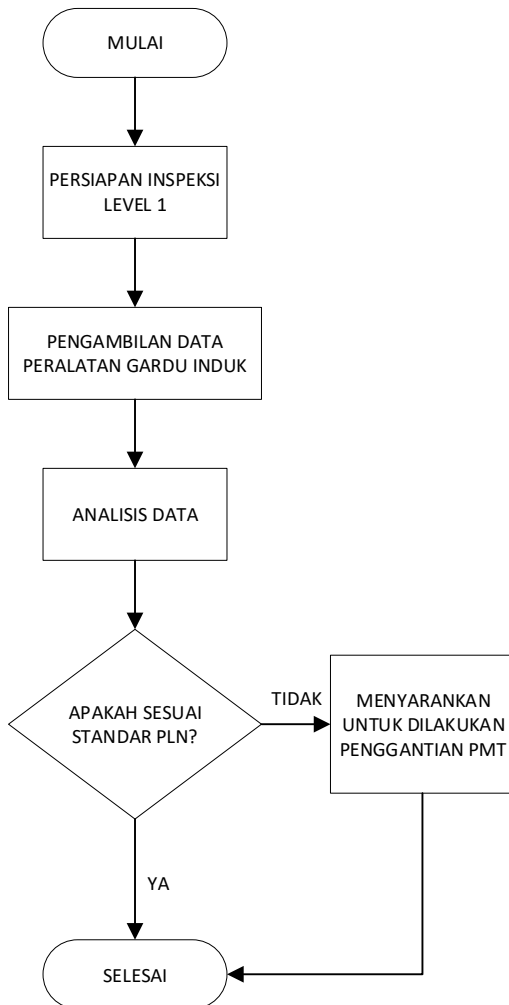 MULAI
PERSIAPAN INSPEKSI
LEVEL 1
PENGAMBILAN DATA
PERALATAN GARDU INDUK
ANALISIS DATA
APAKAH SESUAI
STANDAR PLN?
TIDAK
MENYARANKAN
UNTUK DILAKUKAN
PENGGANTIAN PMT
YA
SELESAI